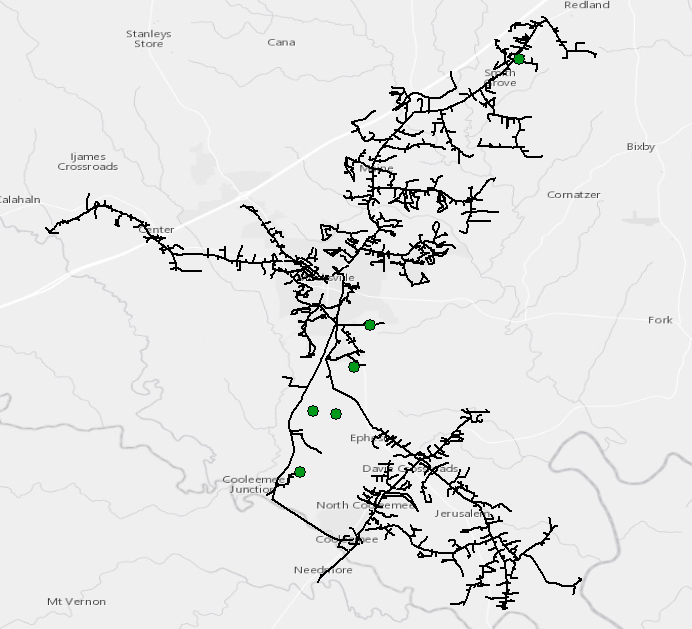 Redland
Stanleys
Store
Cana
Smith
Grove
Bixby
Ijames
Crossroads
Calahaln
Cornatzer
Center
Fork
Davie Crossroads
Cooleemee
Junction
North Cooleemee
Jerusalem
Cooleemee
Needmore
Mt Vernon